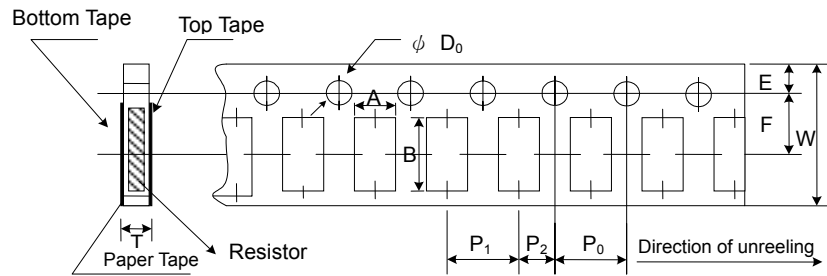 Bottom Tape
Top Tape
ψ D₀
E
A
F
W
B
T
Paper Tape
Resistor
P₁
P₂
P₀
Direction of unreeling